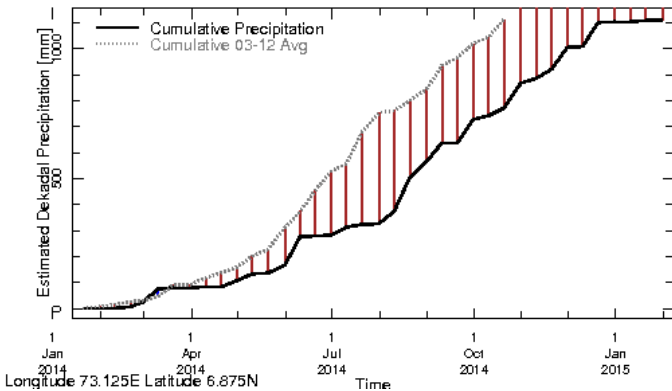 Cumulative Precipitation
Cumulative 03-12 Avg
Estimated Dekadal Precipitation [mm]
1000
500
1 Jan 2014
1 Apr 2014
1 Jul 2014
1 Oct 2014
1 Jan 2015
Time
Longitude 73.125E Latitude 6.875N